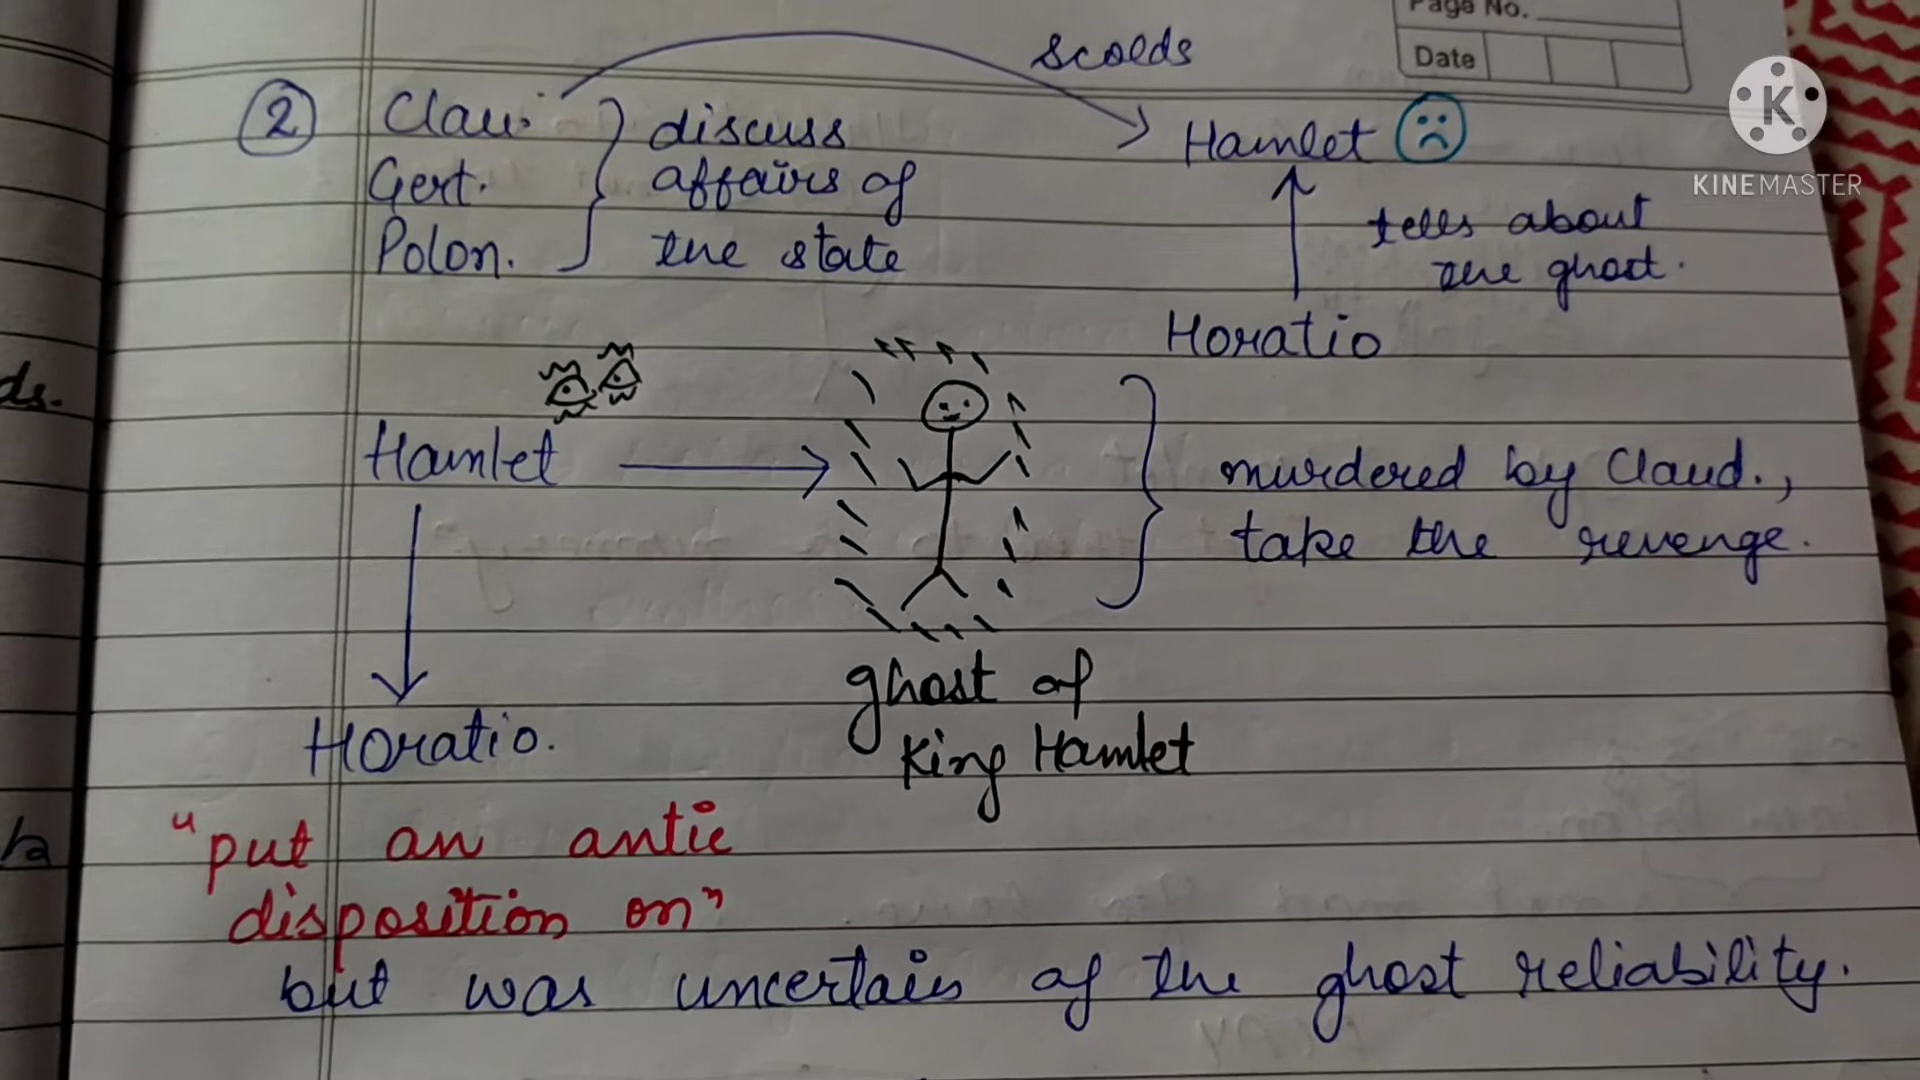 Page No.
Date
scolds
② Clau. } discuss Hamlet
Gert. affairs of
Polon. the state
tells about
the ghost.
Horatio
KINEMASTER
ds.
Hamlet
murdered by Claud.,
take the revenge.
ghost of
King Hamlet
Horatio.
"put an antic
disposition on"
but was uncertain of the ghost reliability.